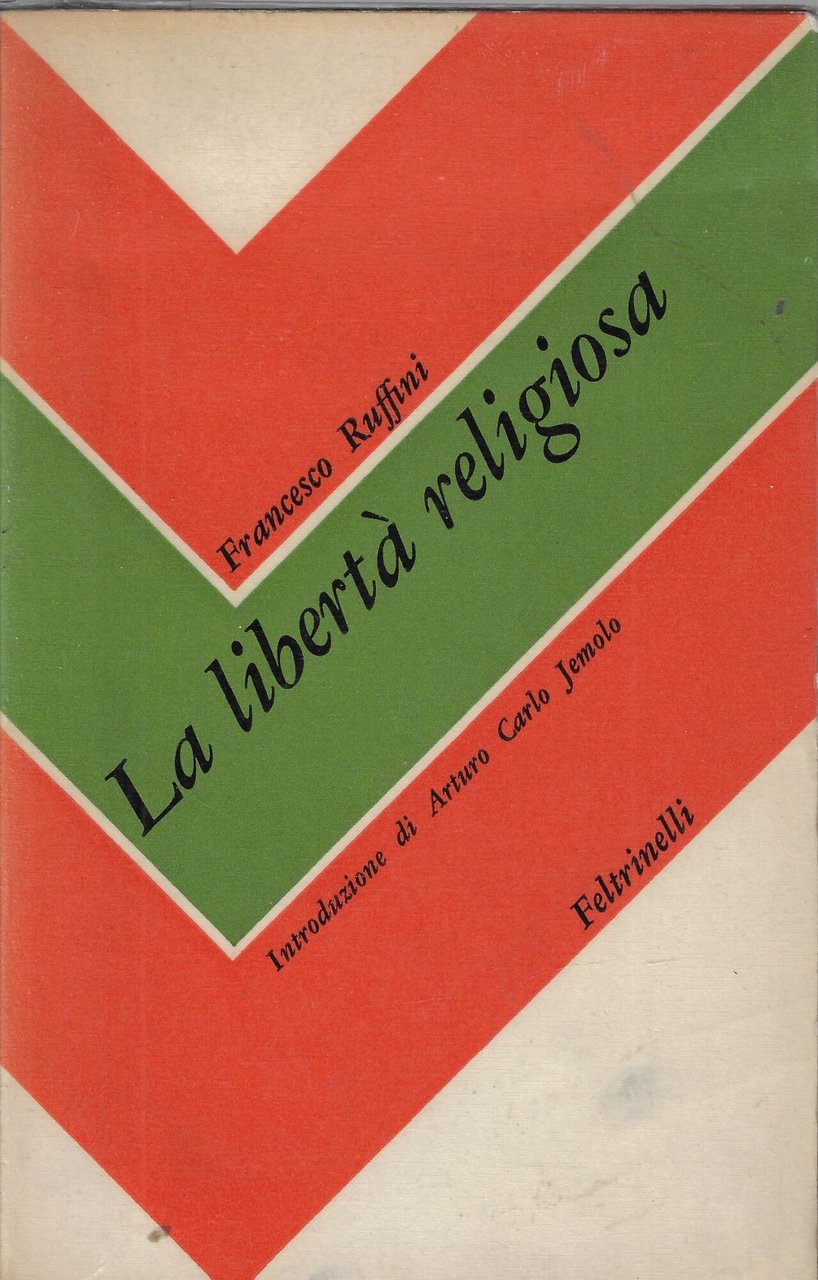 Francesco Ruffini
La libertà religiosa
Introduzione di Arturo Carlo Jemolo
Feltrinelli